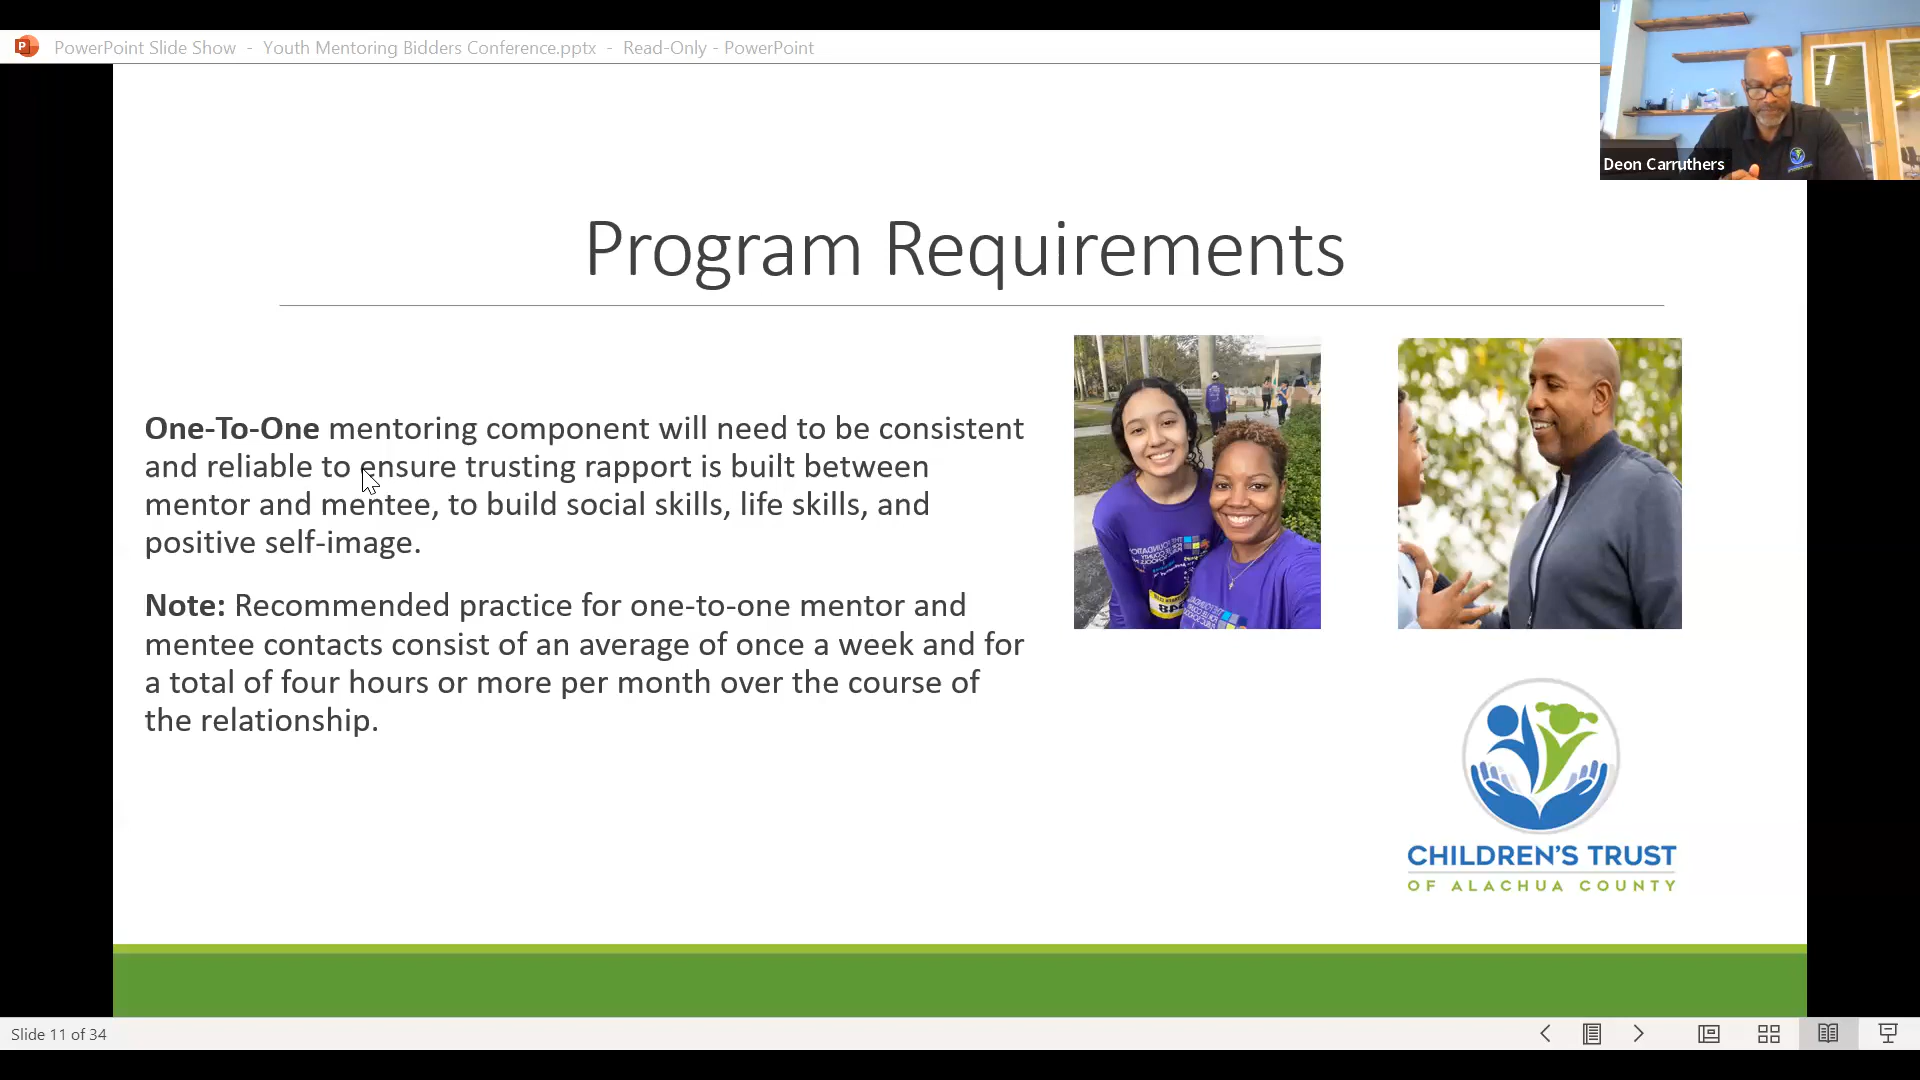 PowerPoint Slide Show - Youth Mentoring Bidders Conference.pptx - Read-Only - PowerPoint
Deon Carruthers
Program Requirements
One-To-One mentoring component will need to be consistent
and reliable to ensure trusting rapport is built between
mentor and mentee, to build social skills, life skills, and
positive self-image.
Note: Recommended practice for one-to-one mentor and
mentee contacts consist of an average of once a week and for
a total of four hours or more per month over the course of
the relationship.
CHILDREN'S TRUST
OF ALACHUA COUNTY
Slide 11 of 34